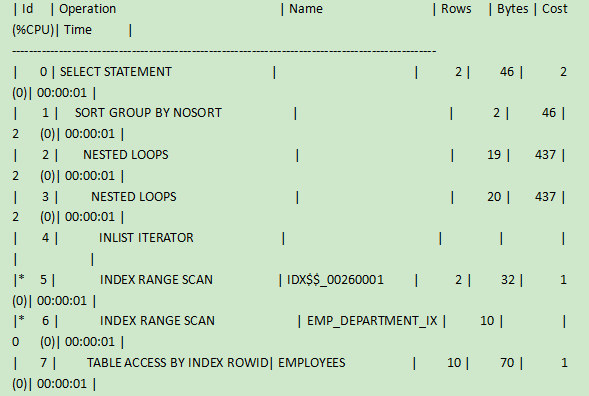 | Id | Operation | Name | Rows | Bytes | Cost
(%CPU)| Time |
--------------------------------------------------------------------------------------------------------
| 0 | SELECT STATEMENT | | 2 | 46 | 2
(0)| 00:00:01 |
| 1 | SORT GROUP BY NOSORT | | 2 | 46 |
2 (0)| 00:00:01 |
| 2 | NESTED LOOPS | | 19 | 437 |
2 (0)| 00:00:01 |
| 3 | NESTED LOOPS | | 20 | 437 |
2 (0)| 00:00:01 |
| 4 | INLIST ITERATOR | | | |
| |
|* 5 | INDEX RANGE SCAN | IDX$$_00260001 | 2 | 32 | 1
(0)| 00:00:01 |
|* 6 | INDEX RANGE SCAN | EMP_DEPARTMENT_IX | 10 | |
0 (0)| 00:00:01 |
| 7 | TABLE ACCESS BY INDEX ROWID| EMPLOYEES | 10 | 70 | 1
(0)| 00:00:01 |